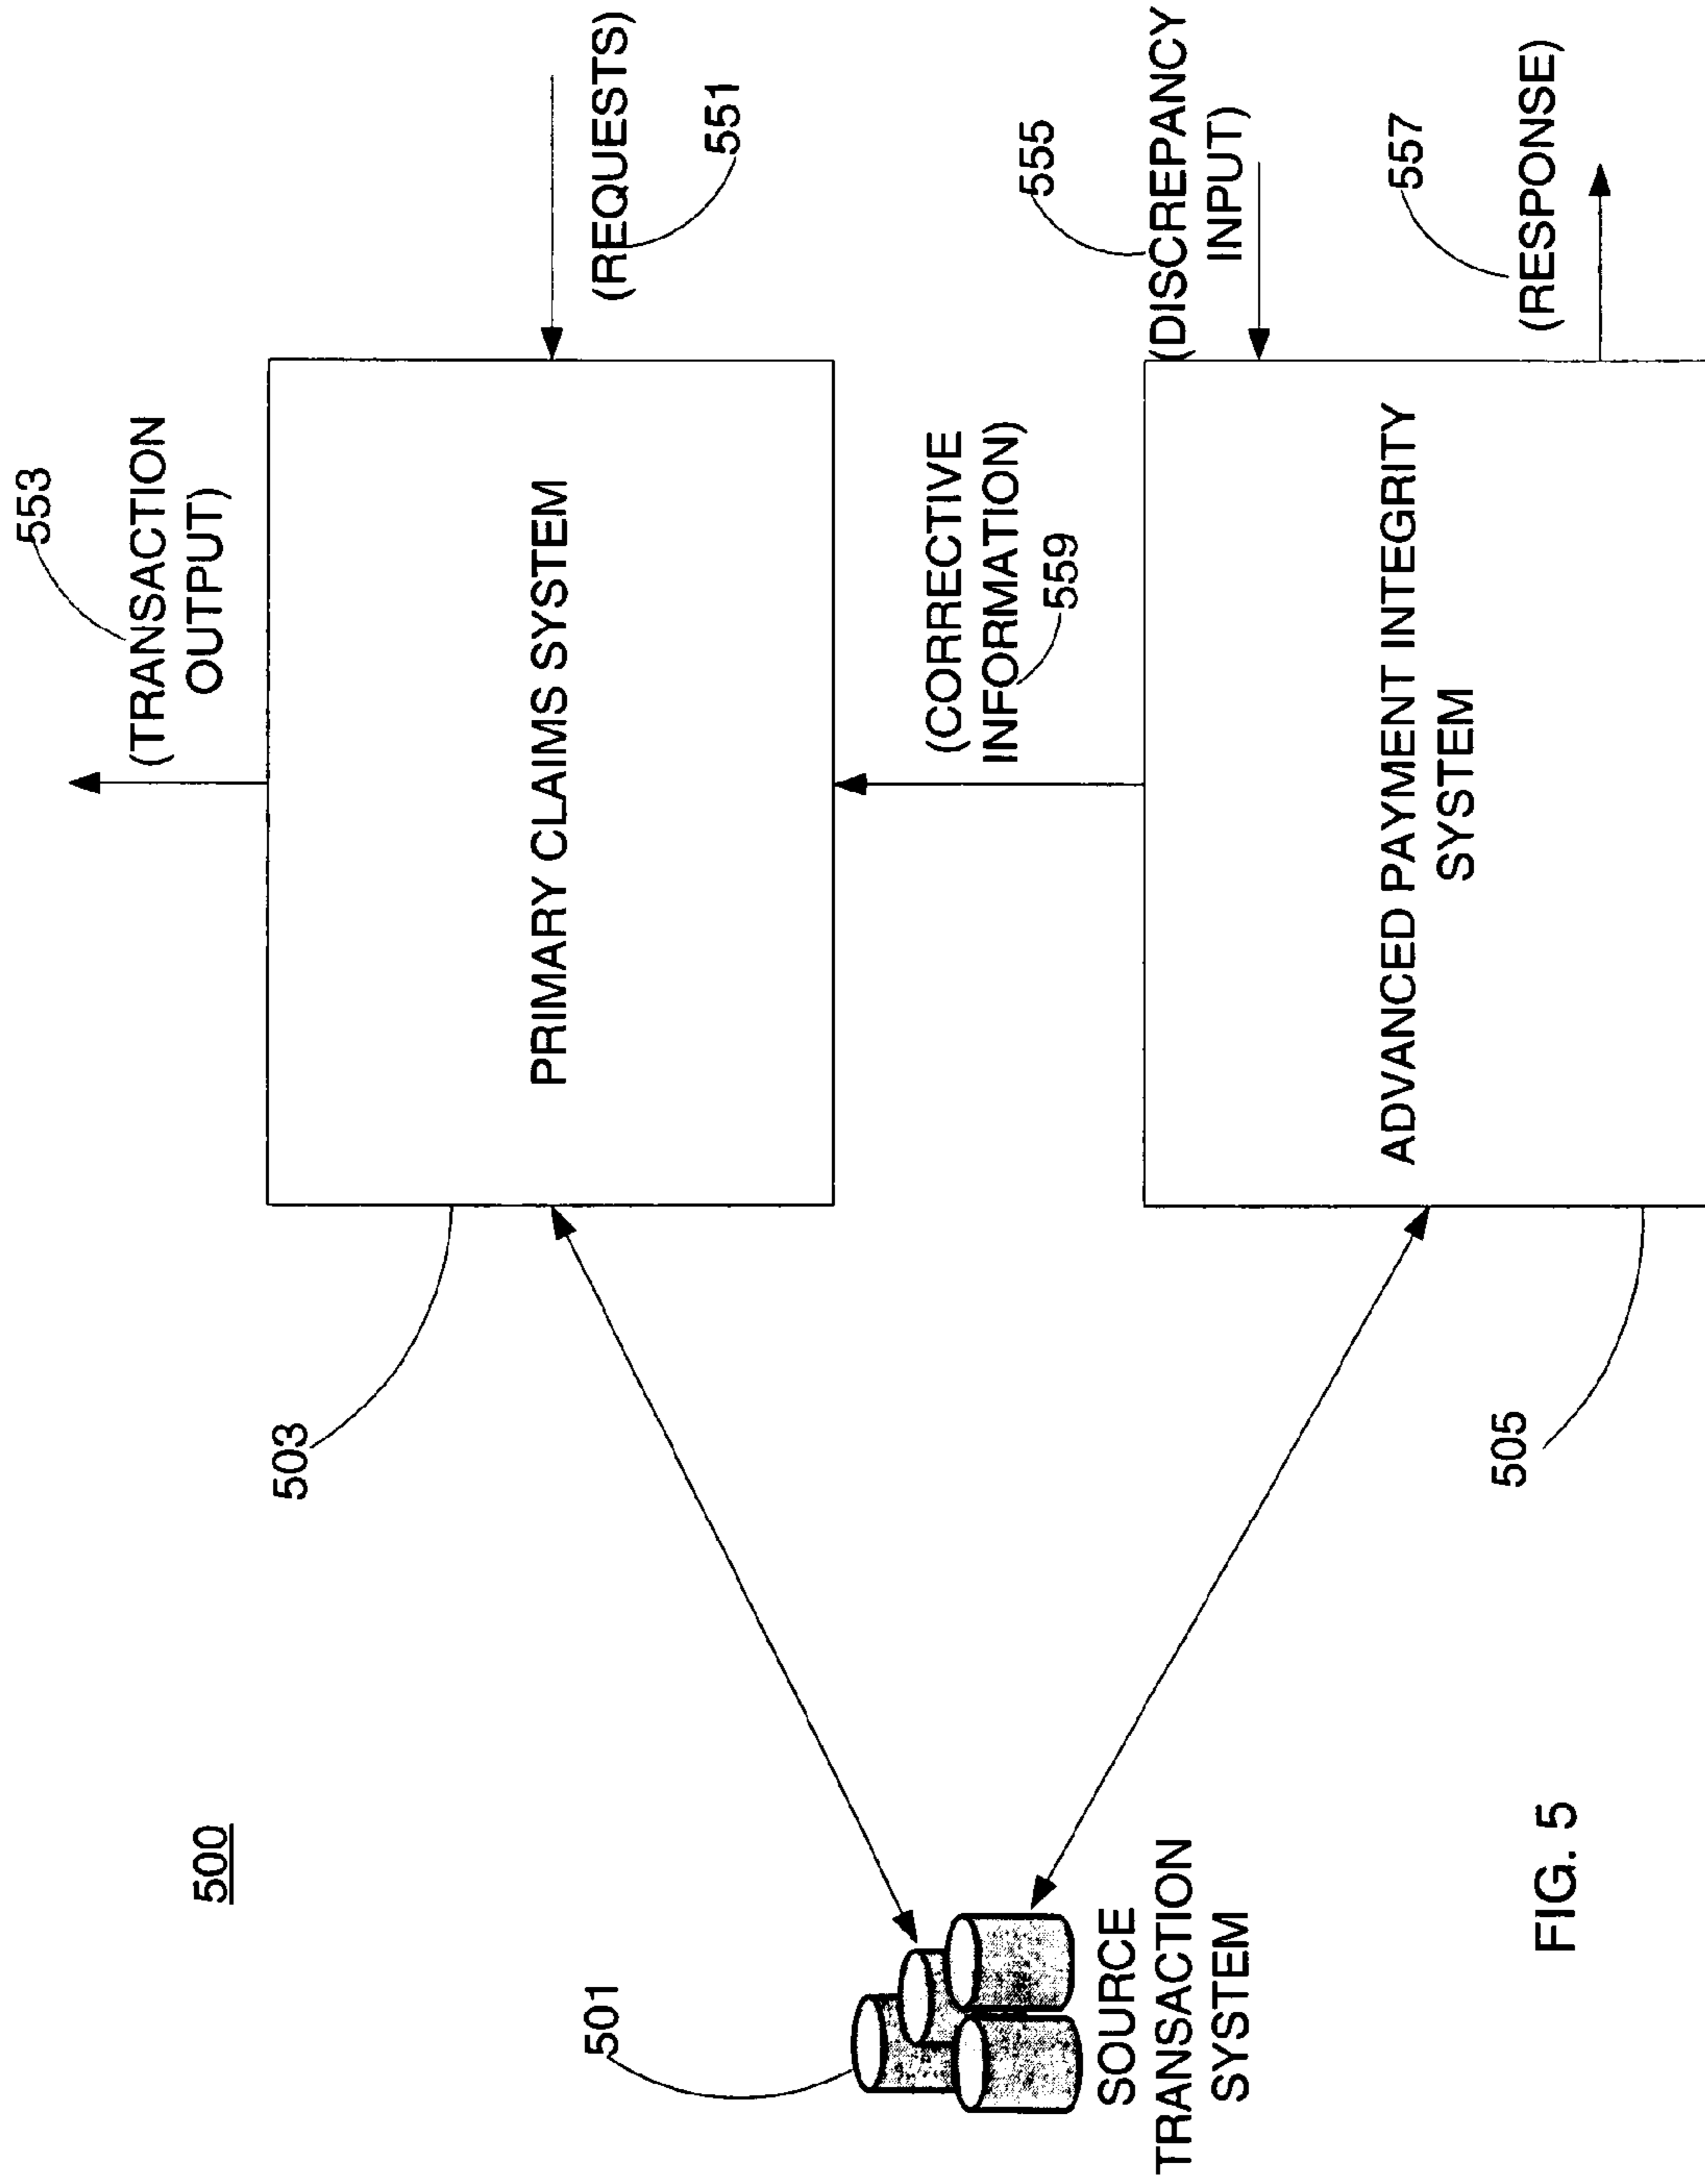 500
553
(TRANSACTION
OUTPUT)
503
PRIMARY CLAIMS SYSTEM
(REQUESTS)
551
501
SOURCE
TRANSACTION
SYSTEM
(CORRECTIVE
INFORMATION)
559
555
(DISCREPANCY
INPUT)
505
ADVANCED PAYMENT INTEGRITY
SYSTEM
557
(RESPONSE)
FIG. 5